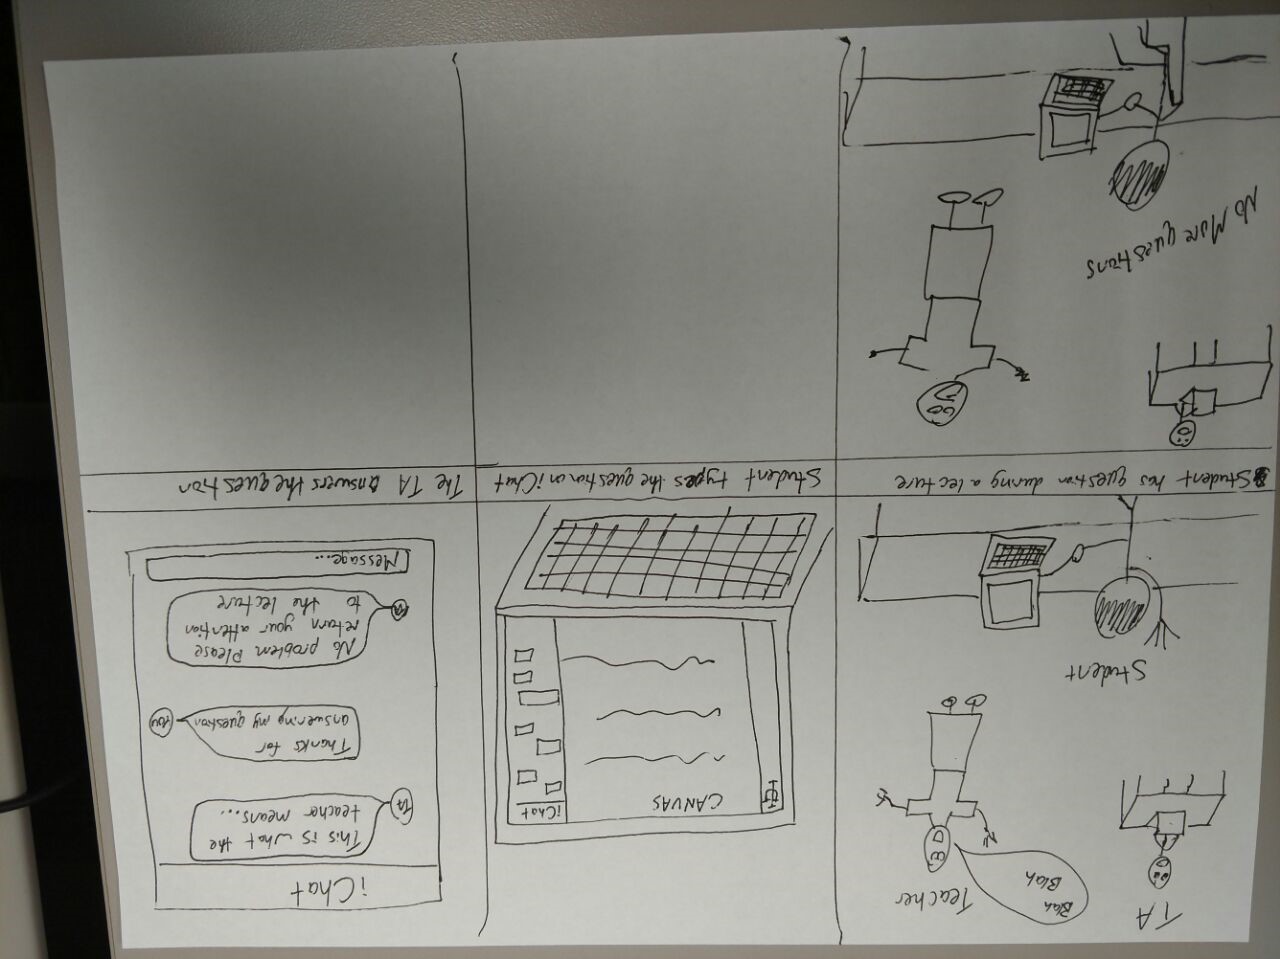 TA
Blah
Blah
Teacher
Student
Student has question during a lecture
CANVAS
iChat
Student types the question on iChat
iChat
This is what the
teacher means...
TA
Thanks for
answering my question
YOU
No problem Please
return your attention
to the lecture
TA
Message...
The TA answers the question
No More questions